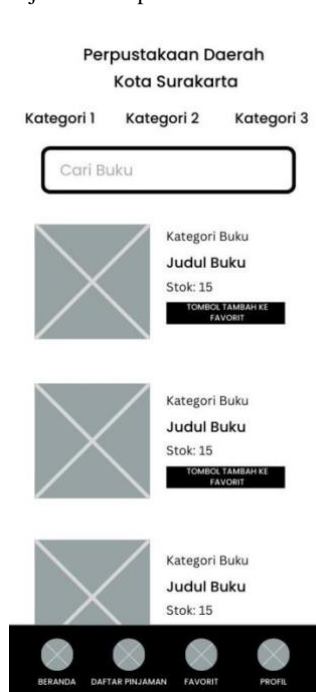 Perpustakaan Daerah
Kota Surakarta
Kategori 1 Kategori 2 Kategori 3
Cari Buku
Kategori Buku
Judul Buku
Stok: 15
TOMBOL TAMBAH KE
FAVORIT
Kategori Buku
Judul Buku
Stok: 15
TOMBOL TAMBAH KE
FAVORIT
Kategori Buku
Judul Buku
Stok: 15
BERANDA DAFTAR PINJAMAN FAVORIT PROFIL